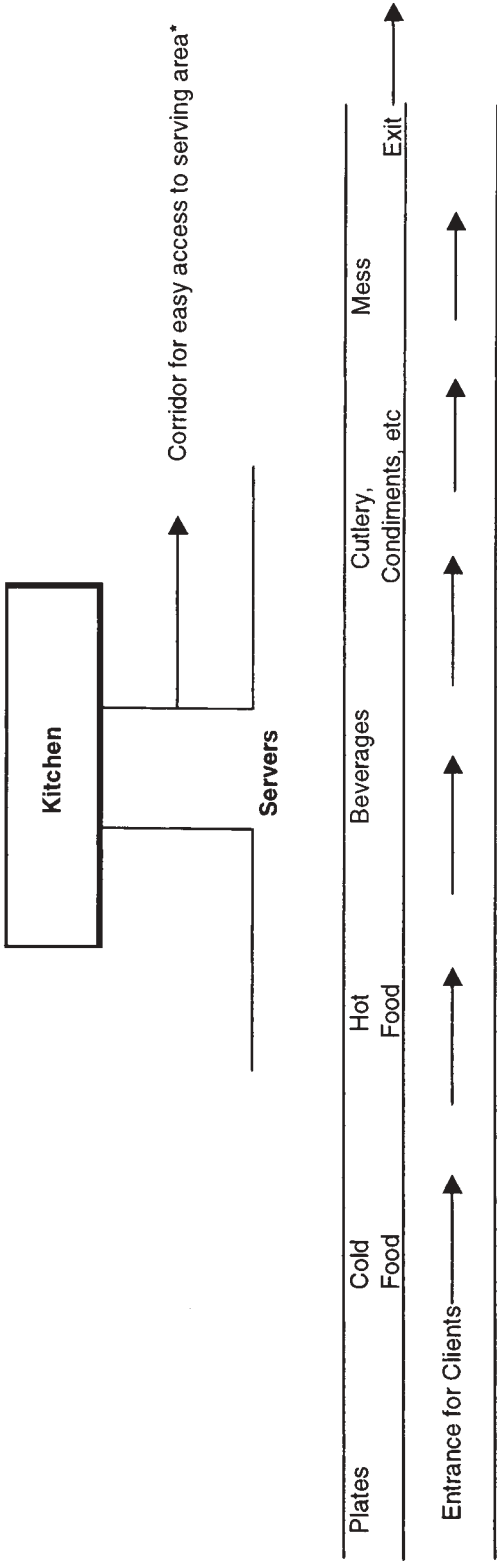 Kitchen
Corridor for easy access to serving area*
Servers
Plates
Cold
Food
Hot
Food
Beverages
Cutlery,
Condiments, etc
Mess
Exit
Entrance for Clients